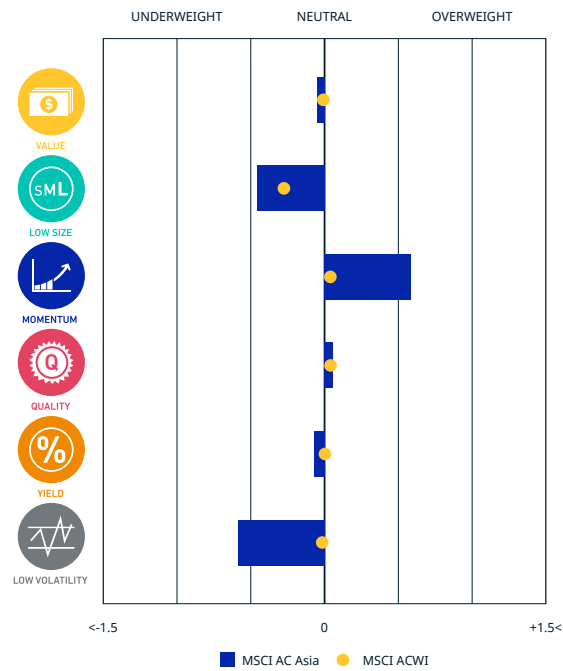 UNDERWEIGHT NEUTRAL OVERWEIGHT
$
VALUE
SML
LOW SIZE
MOMENTUM
Q
QUALITY
%
YIELD
LOW VOLATILITY
<-1.5 0 +1.5<
MSCI AC Asia MSCI ACWI